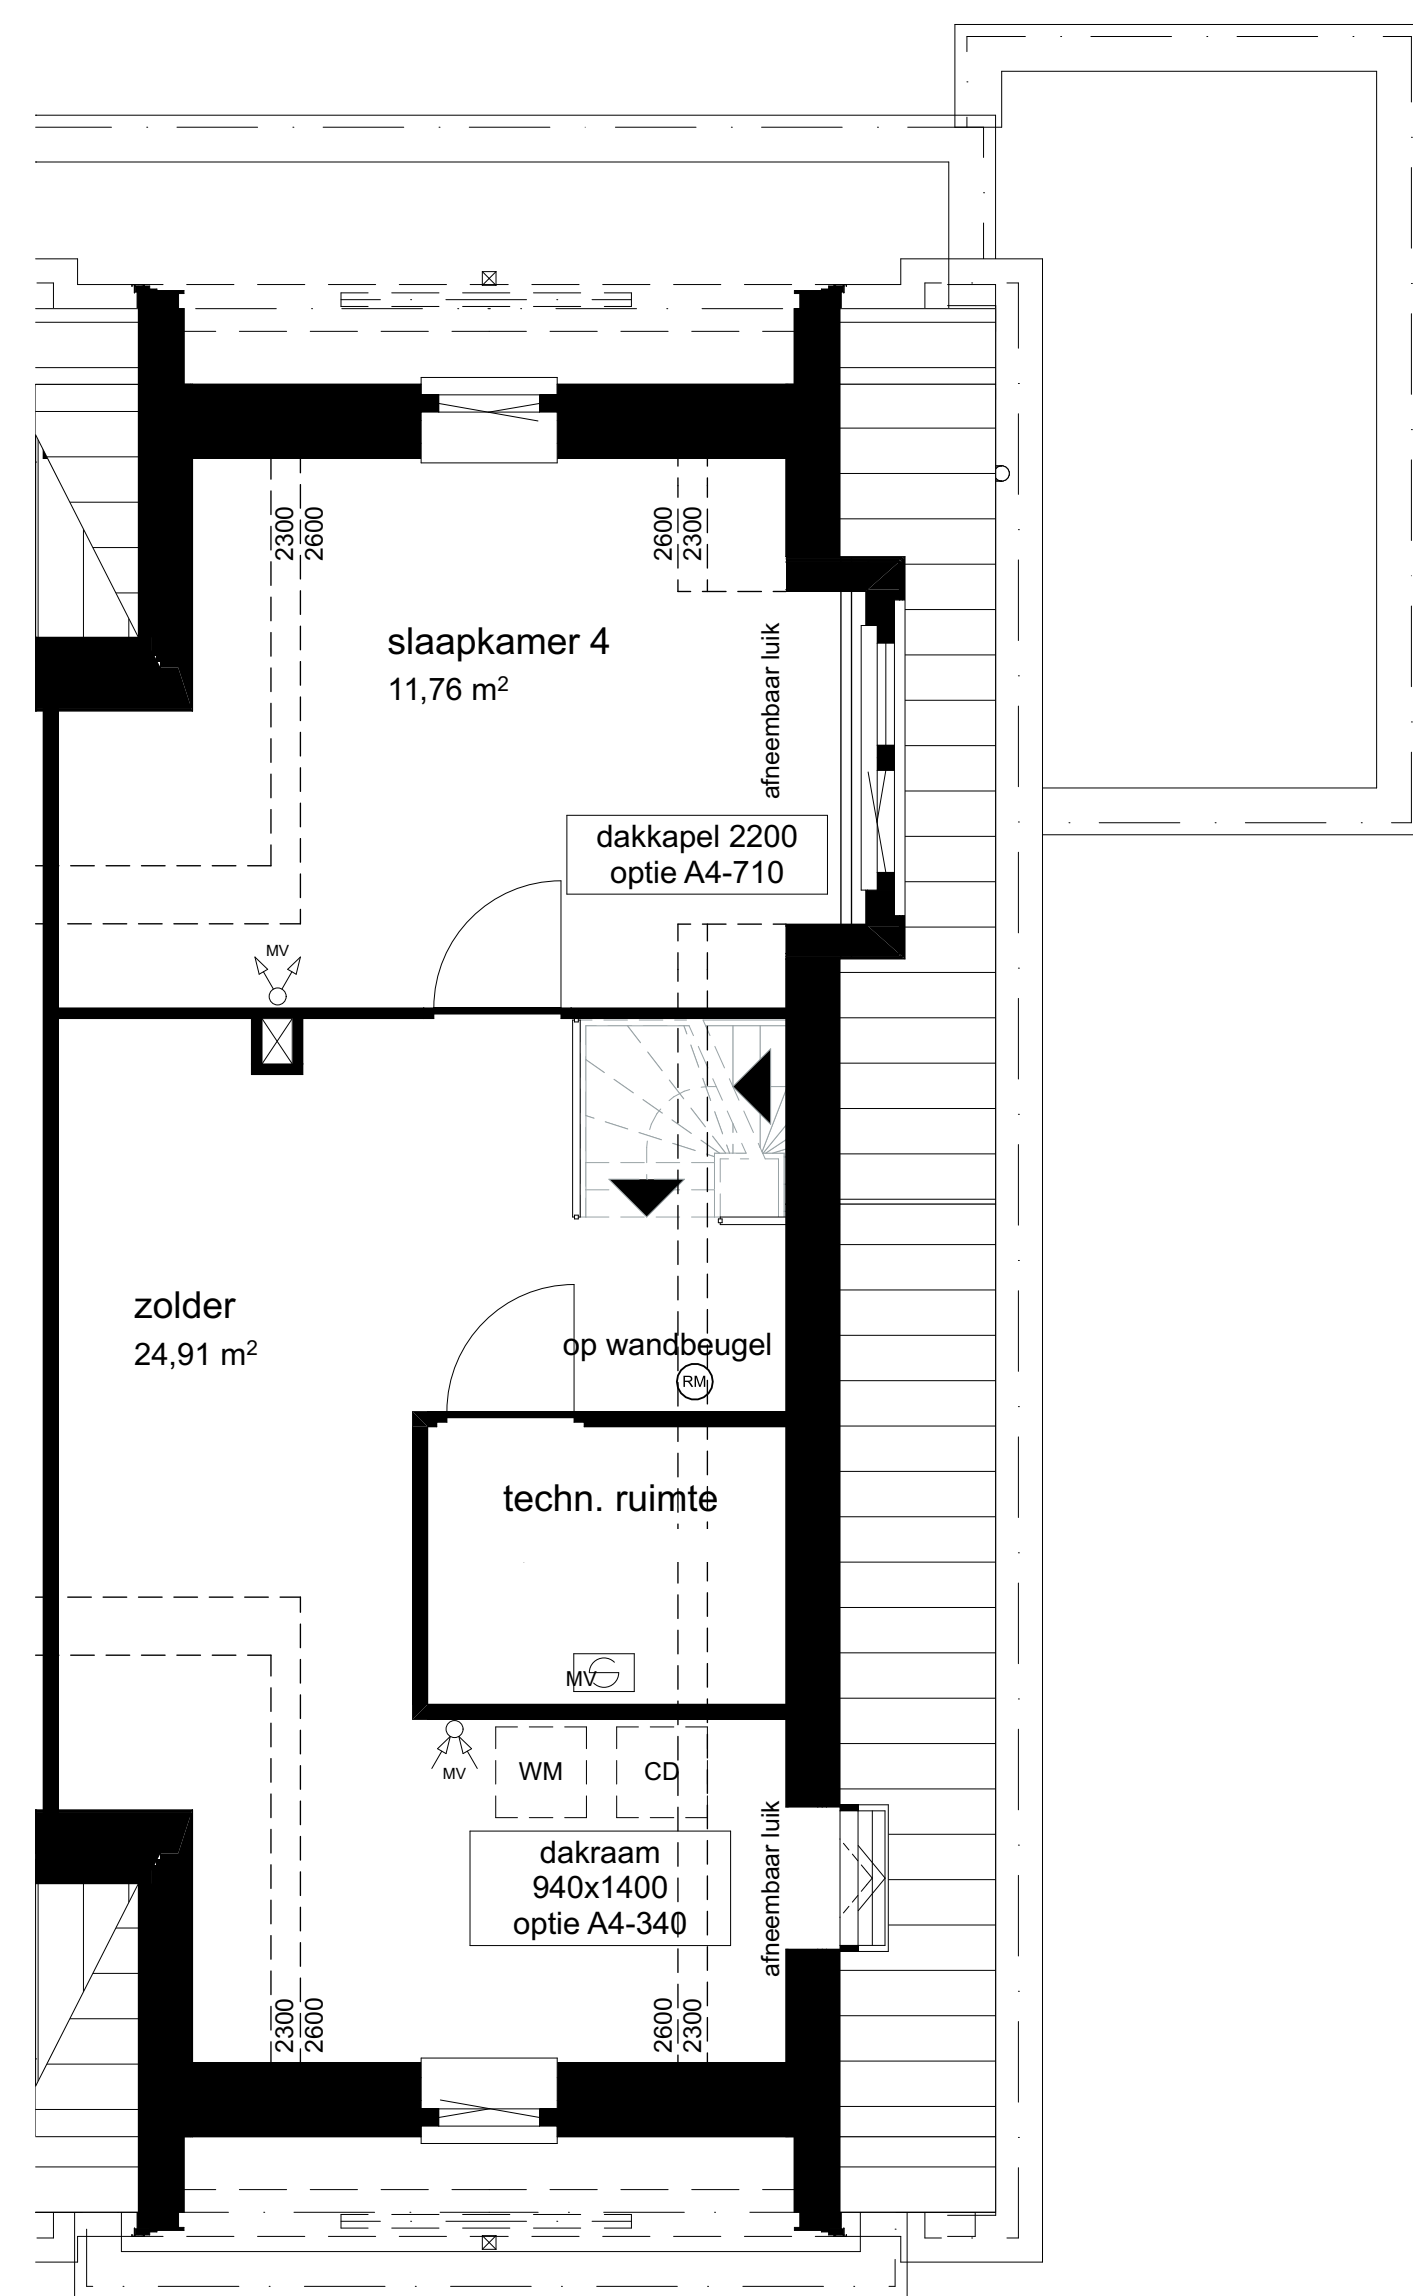 2300
2600
2600
2300
slaapkamer 4
11,76 m²
afneembaar luik
dakkapel 2200
optie A4-710
MV
zolder
24,91 m²
op wandbeugel
RM
techn. ruimte
MV
MV
WM
CD
dakraam
940x1400
optie A4-340
afneembaar luik
2300
2600
2600
2300